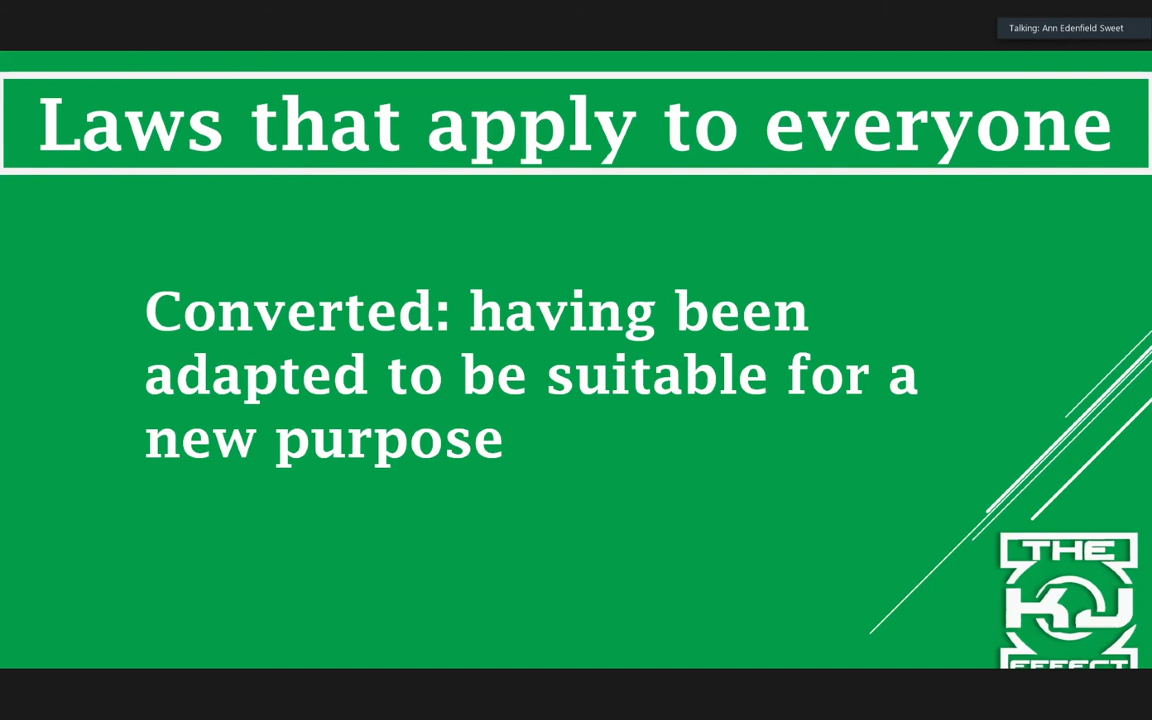 Talking: Ann Edenfield Sweet
Laws that apply to everyone
Converted: having been
adapted to be suitable for a
new purpose
THE
KJ
EFFECT